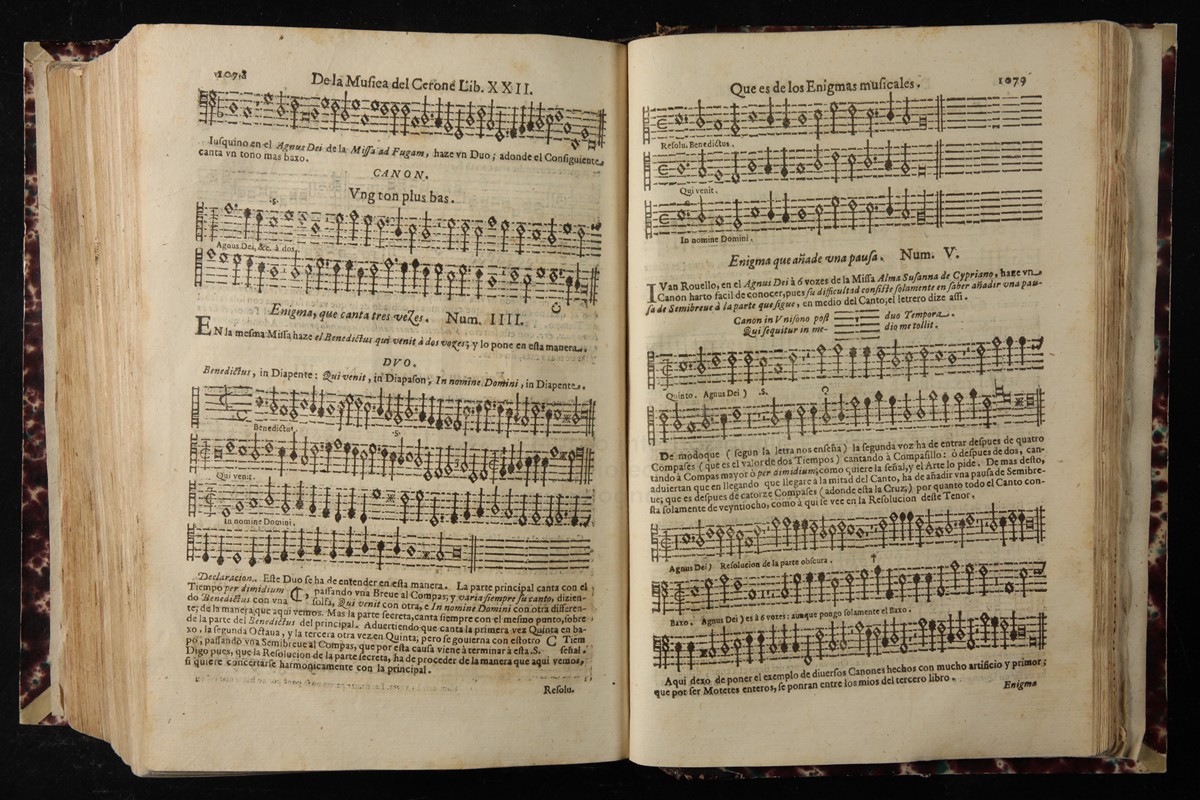 1078
De la Musica del Cerone Lib. XXII.
Iusquino en el Agnus Dei de la Missa ad Fugam, haze vn Duo; adonde el Consiguiente
canta vn tono mas baxo.
CANON.
Vng ton plus bas.
.S.
Agnus Dei, &c. à dos.
Enigma, que canta tres vezes. Num. IIII.
EN la mesma Missa haze el Benedictus qui venit à dos vozes; y lo pone en esta manera.
DVO.
Benedictus, in Diapente: Qui venit, in Diapason; In nomine Domini, in Diapente.
Benedictus.
.S.
Qui venit.
In nomine Domini.
Declaracion. Este Duo se ha de entender en esta manera. La parte principal canta con el
Tiempo per dimidium , passando vna Breue al Compas; y varia siempre su canto, dizien-
do Benedictus con vna solfa, Qui venit con otra, e In nomine Domini con otra differen-
te; de la manera que aqui vemos. Mas la parte secreta, canta siempre con el mesmo punto, sobre
de la parte del Benedictus del principal. Aduertiendo que canta la primera vez en Quinta en ba-
xo, la segunda Octaua, y la tercera otra vez en Quinta; pero se gouierna con estotro C Tiem
po, passando vna Semibreue al Compas, que por esta causa viene à terminar à esta .S. señal.
Digo pues, que la Resolucion de la parte secreta, ha de proceder de la manera que aqui vemos,
si quiere concertarse harmonicamente con la principal.
Resolu.
Que es de los Enigmas musicales.
1079
Resolu. Benedictus.
Qui venit.
In nomine Domini.
Enigma que añade vna pausa. Num. V.
IVan Rouello, en el Agnus Dei à 6 vozes de la Missa Alma Susanna de Cypriano, haze vn
Canon harto facil de conocer, pues su difficultad consiste solamente en saber añadir vna pau-
sa de Semibreue à la parte que sigue, en medio del Canto; el letrero dize assi.
Canon in Vnisono post duo Tempora.
Qui sequitur in me- dio me tollit.
Quinto. Agnus Dei ) .S.
De modo que ( segun la letra nos enseña ) la segunda voz ha de entrar despues de quatro
Compases ( que es el valor de dos Tiempos ) cantando à Compasillo: ò despues de dos, can-
tando à Compas mayor ò per dimidium; como quiere la señal, y el Arte lo pide. De mas desto,
aduiertan que en llegando que llegare à la mitad del Canto, ha de añadir vna pausa de Semibre-
ue; que es despues de catorze Compases ( adonde esta la Cruz;) por quanto todo el Canto con-
sta solamente de veyntiocho, como à qui se vee en la Resolucion deste Tenor.
Agnus Dei ) Resolucion de la parte obscura.
†
Baxo. Agnus Dei ) es à 6 vozes: aunque pongo solamente el Baxo.
Aqui dexo de poner el exemplo de diuersos Canones hechos con mucho artificio y primor;
que por ser Motetes enteros, se ponran entre los mios del tercero libro.
Enigma